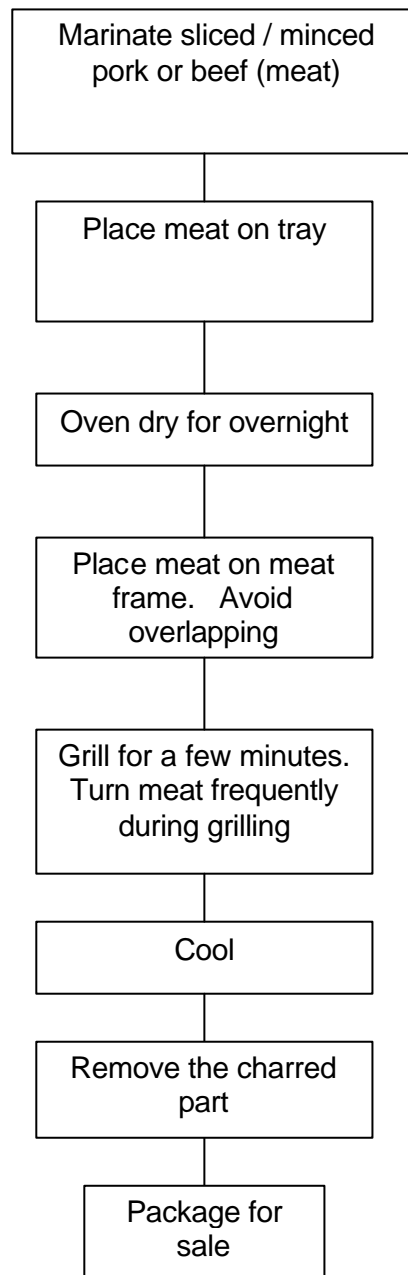 Marinate sliced / minced
pork or beef (meat)
Place meat on tray
Oven dry for overnight
Place meat on meat
frame. Avoid
overlapping
Grill for a few minutes.
Turn meat frequently
during grilling
Cool
Remove the charred
part
Package for
sale